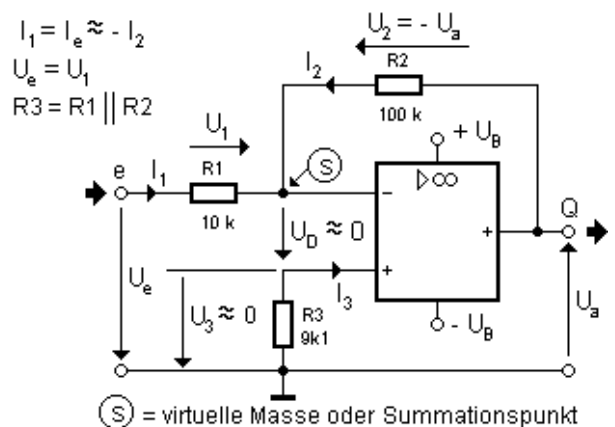 I1 = Ie ≈ - I2
Ue = U1
R3 = R1 || R2
U2 = - Ua
I2
R2
100 k
U1
S
+ UB
e
I1
R1
10 k
▷∞
−
Q
UD ≈ 0
+
+
Ue
U3 ≈ 0
I3
R3
9k1
- UB
Ua
S = virtuelle Masse oder Summationspunkt